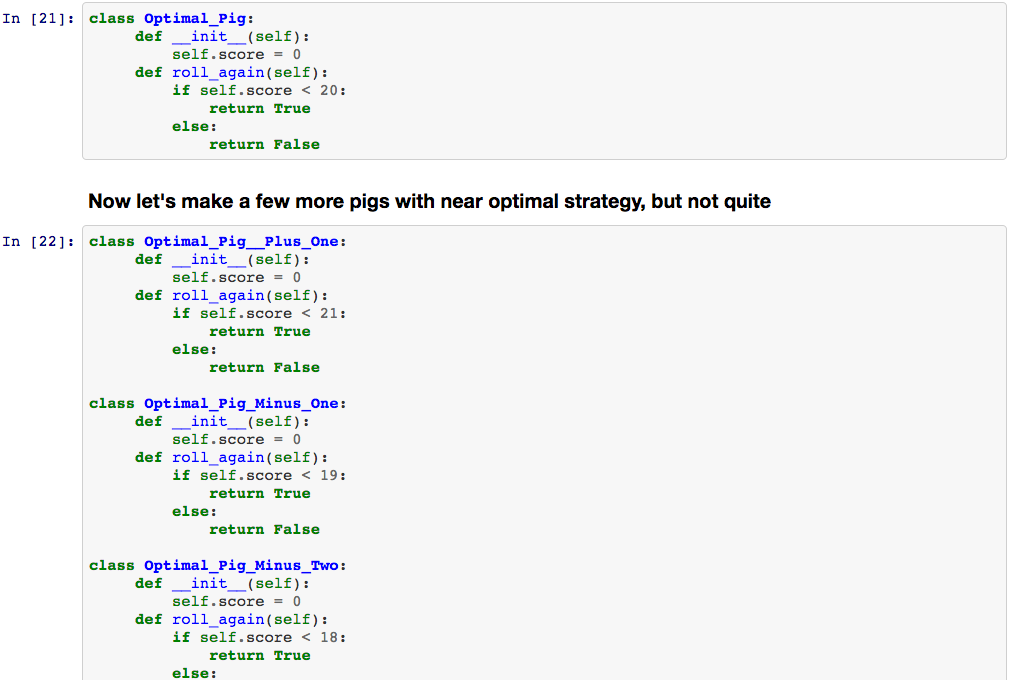 In [21]: class Optimal_Pig:
     def __init__(self):
         self.score = 0
     def roll_again(self):
         if self.score < 20:
             return True
         else:
             return False
Now let's make a few more pigs with near optimal strategy, but not quite
In [22]: class Optimal_Pig__Plus_One:
     def __init__(self):
         self.score = 0
     def roll_again(self):
         if self.score < 21:
             return True
         else:
             return False

class Optimal_Pig_Minus_One:
     def __init__(self):
         self.score = 0
     def roll_again(self):
         if self.score < 19:
             return True
         else:
             return False

class Optimal_Pig_Minus_Two:
     def __init__(self):
         self.score = 0
     def roll_again(self):
         if self.score < 18:
             return True
         else: